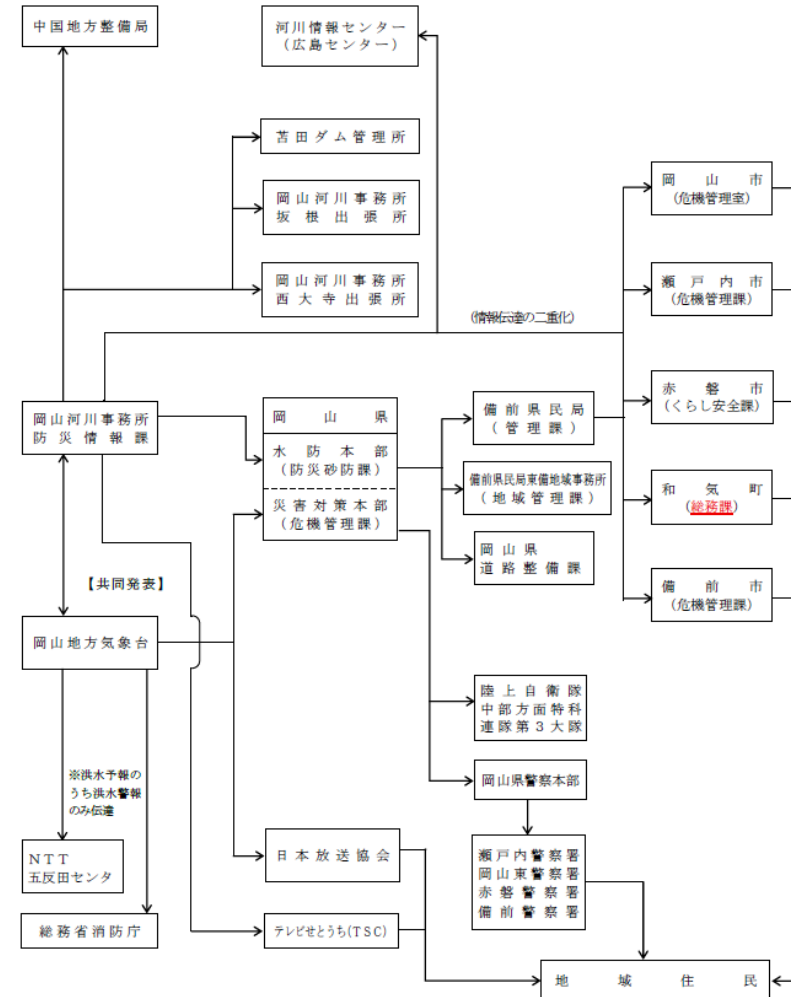 中国地方整備局
河川情報センター
(広島センター)
苫田ダム管理所
岡山河川事務所
坂根出張所
岡山河川事務所
西大寺出張所
岡山市
(危機管理室)
瀬戸内市
(危機管理課)
(情報伝達の二重化)
赤磐市
(くらし安全課)
岡山河川事務所
防災情報課
岡山県
水防本部
(防災砂防課)
災害対策本部
(危機管理課)
備前県民局
(管理課)
備前県民局東備地域事務所
(地域管理課)
岡山県
道路整備課
和気町
(総務課)
備前市
(危機管理課)
【共同発表】
岡山地方気象台
陸上自衛隊
中部方面特科
連隊第3大隊
※洪水予報の
うち洪水警報
のみ伝達
岡山県警察本部
NTT
五反田センタ
日本放送協会
瀬戸内警察署
岡山東警察署
赤磐警察署
備前警察署
総務省消防庁
テレビせとうち(TSC)
地域住民